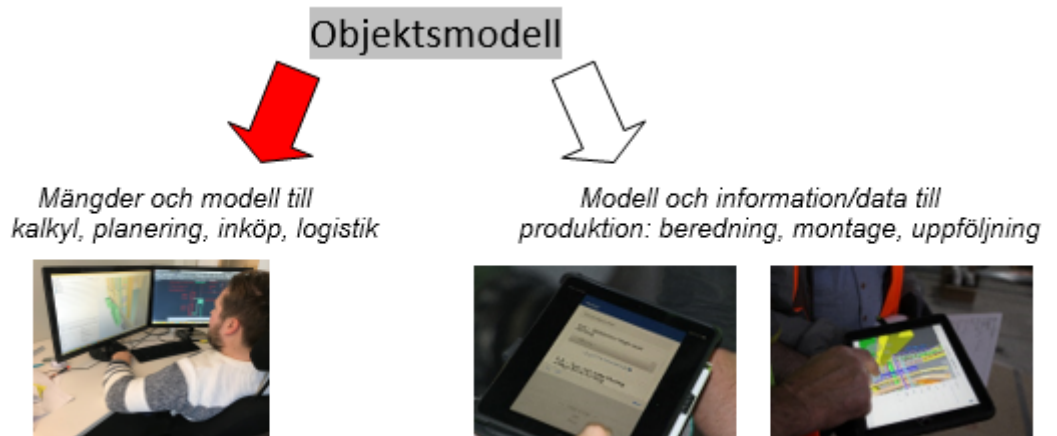 Objektsmodell
Mängder och modell till
kalkyl, planering, inköp, logistik
Modell och information/data till
produktion: beredning, montage, uppföljning